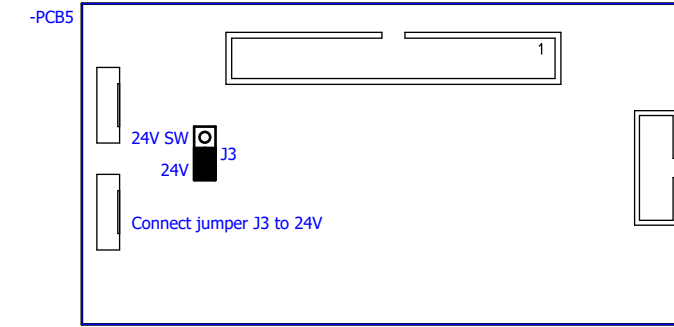 -PCB5
1
24V SW
J3
24V
Connect jumper J3 to 24V